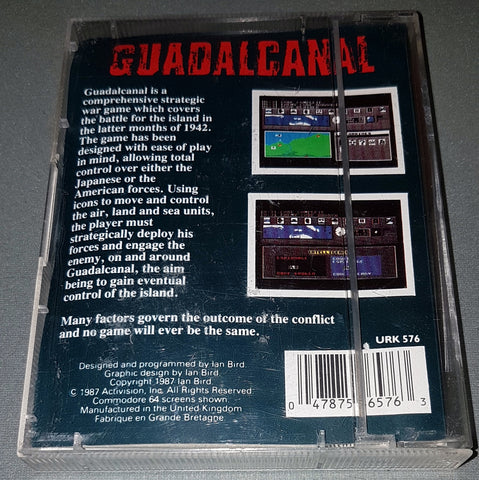 GUADALCANAL
Guadalcanal is a
comprehensive strategic
war game which covers
the battle for the island in
the latter months of 1942.
The game has been
designed with ease of play
in mind, allowing total
control over either the
Japanese or the
American forces. Using
icons to move and control
the air, land and sea units,
the player must
strategically deploy his
forces and engage the
enemy, on and around
Guadalcanal, the aim
being to gain eventual
control of the island.
Many factors govern the outcome of the conflict
and no game will ever be the same.
URK 576
Designed and programmed by Ian Bird
Graphic design by Ian Bird.
Copyright 1987 Ian Bird.
© 1987 Activision, Inc. All Rights Reserved
Commodore 64 screens shown
Manufactured in the United Kingdom
Fabriqué en Grande Bretagne
0 47875 6576 3